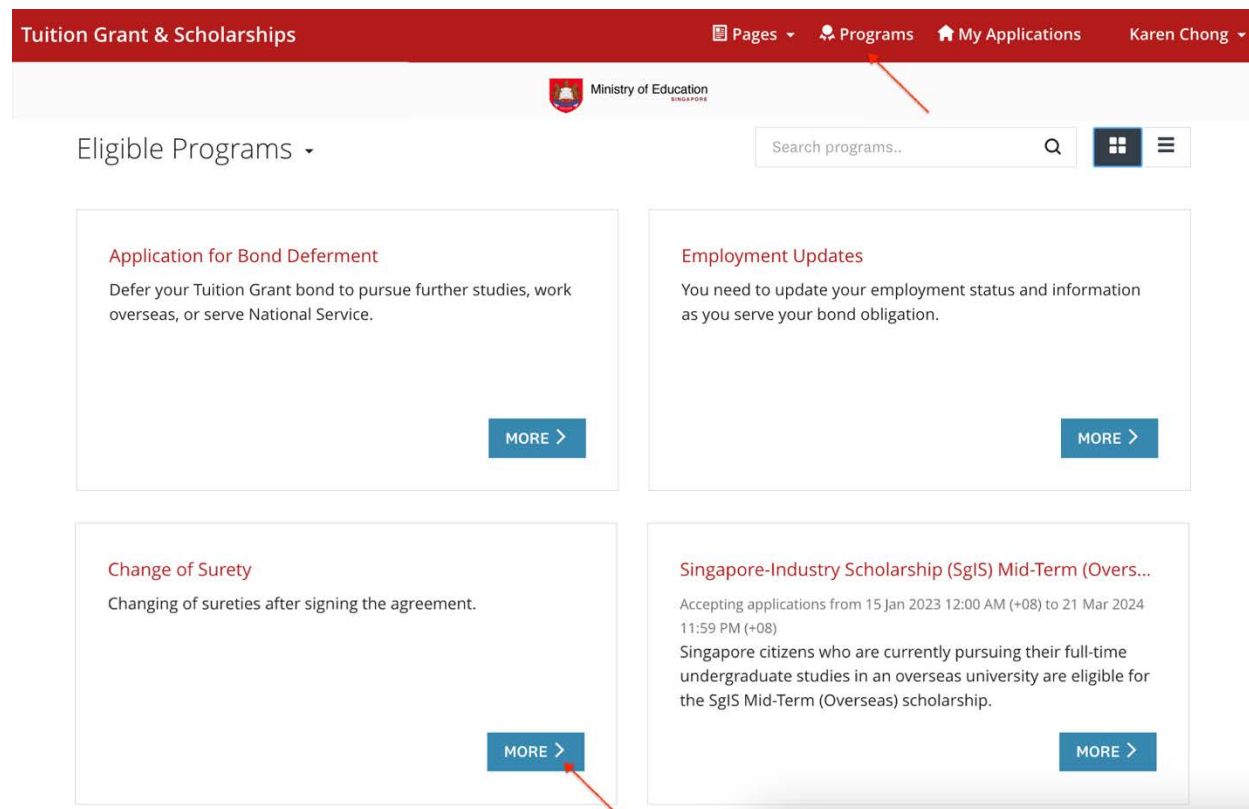 Tuition Grant & Scholarships
Pages
Programs
My Applications
Karen Chong
Ministry of Education
SINGAPORE
Eligible Programs
Search programs..
Application for Bond Deferment
Defer your Tuition Grant bond to pursue further studies, work
overseas, or serve National Service.
MORE
Employment Updates
You need to update your employment status and information
as you serve your bond obligation.
MORE
Change of Surety
Changing of sureties after signing the agreement.
MORE
Singapore-Industry Scholarship (SgIS) Mid-Term (Overs...
Accepting applications from 15 Jan 2023 12:00 AM (+08) to 21 Mar 2024
11:59 PM (+08)
Singapore citizens who are currently pursuing their full-time
undergraduate studies in an overseas university are eligible for
the SgIS Mid-Term (Overseas) scholarship.
MORE